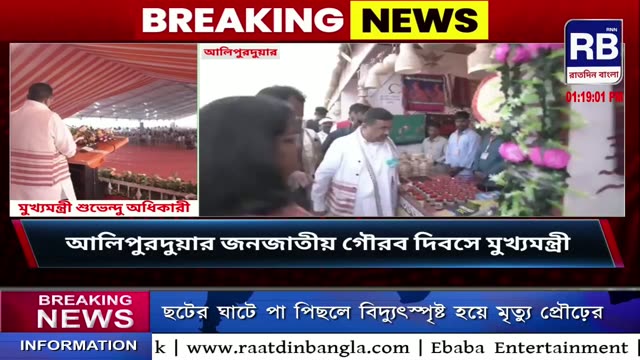 BREAKING NEWS
আলিপুরদুয়ার
RNN
RB
রাতদিন বাংলা
01:19:01 PM
মুখ্যমন্ত্রী শুভেন্দু অধিকারী
আলিপুরদুয়ার জনজাতীয় গৌরব দিবসে মুখ্যমন্ত্রী
BREAKING
NEWS
ছটের ঘাটে পা পিছলে বিদ্যুৎস্পৃষ্ট হয়ে মৃত্যু প্রৌঢ়ের
INFORMATION
k | www.raatdinbangla.com | Ebaba Entertainment